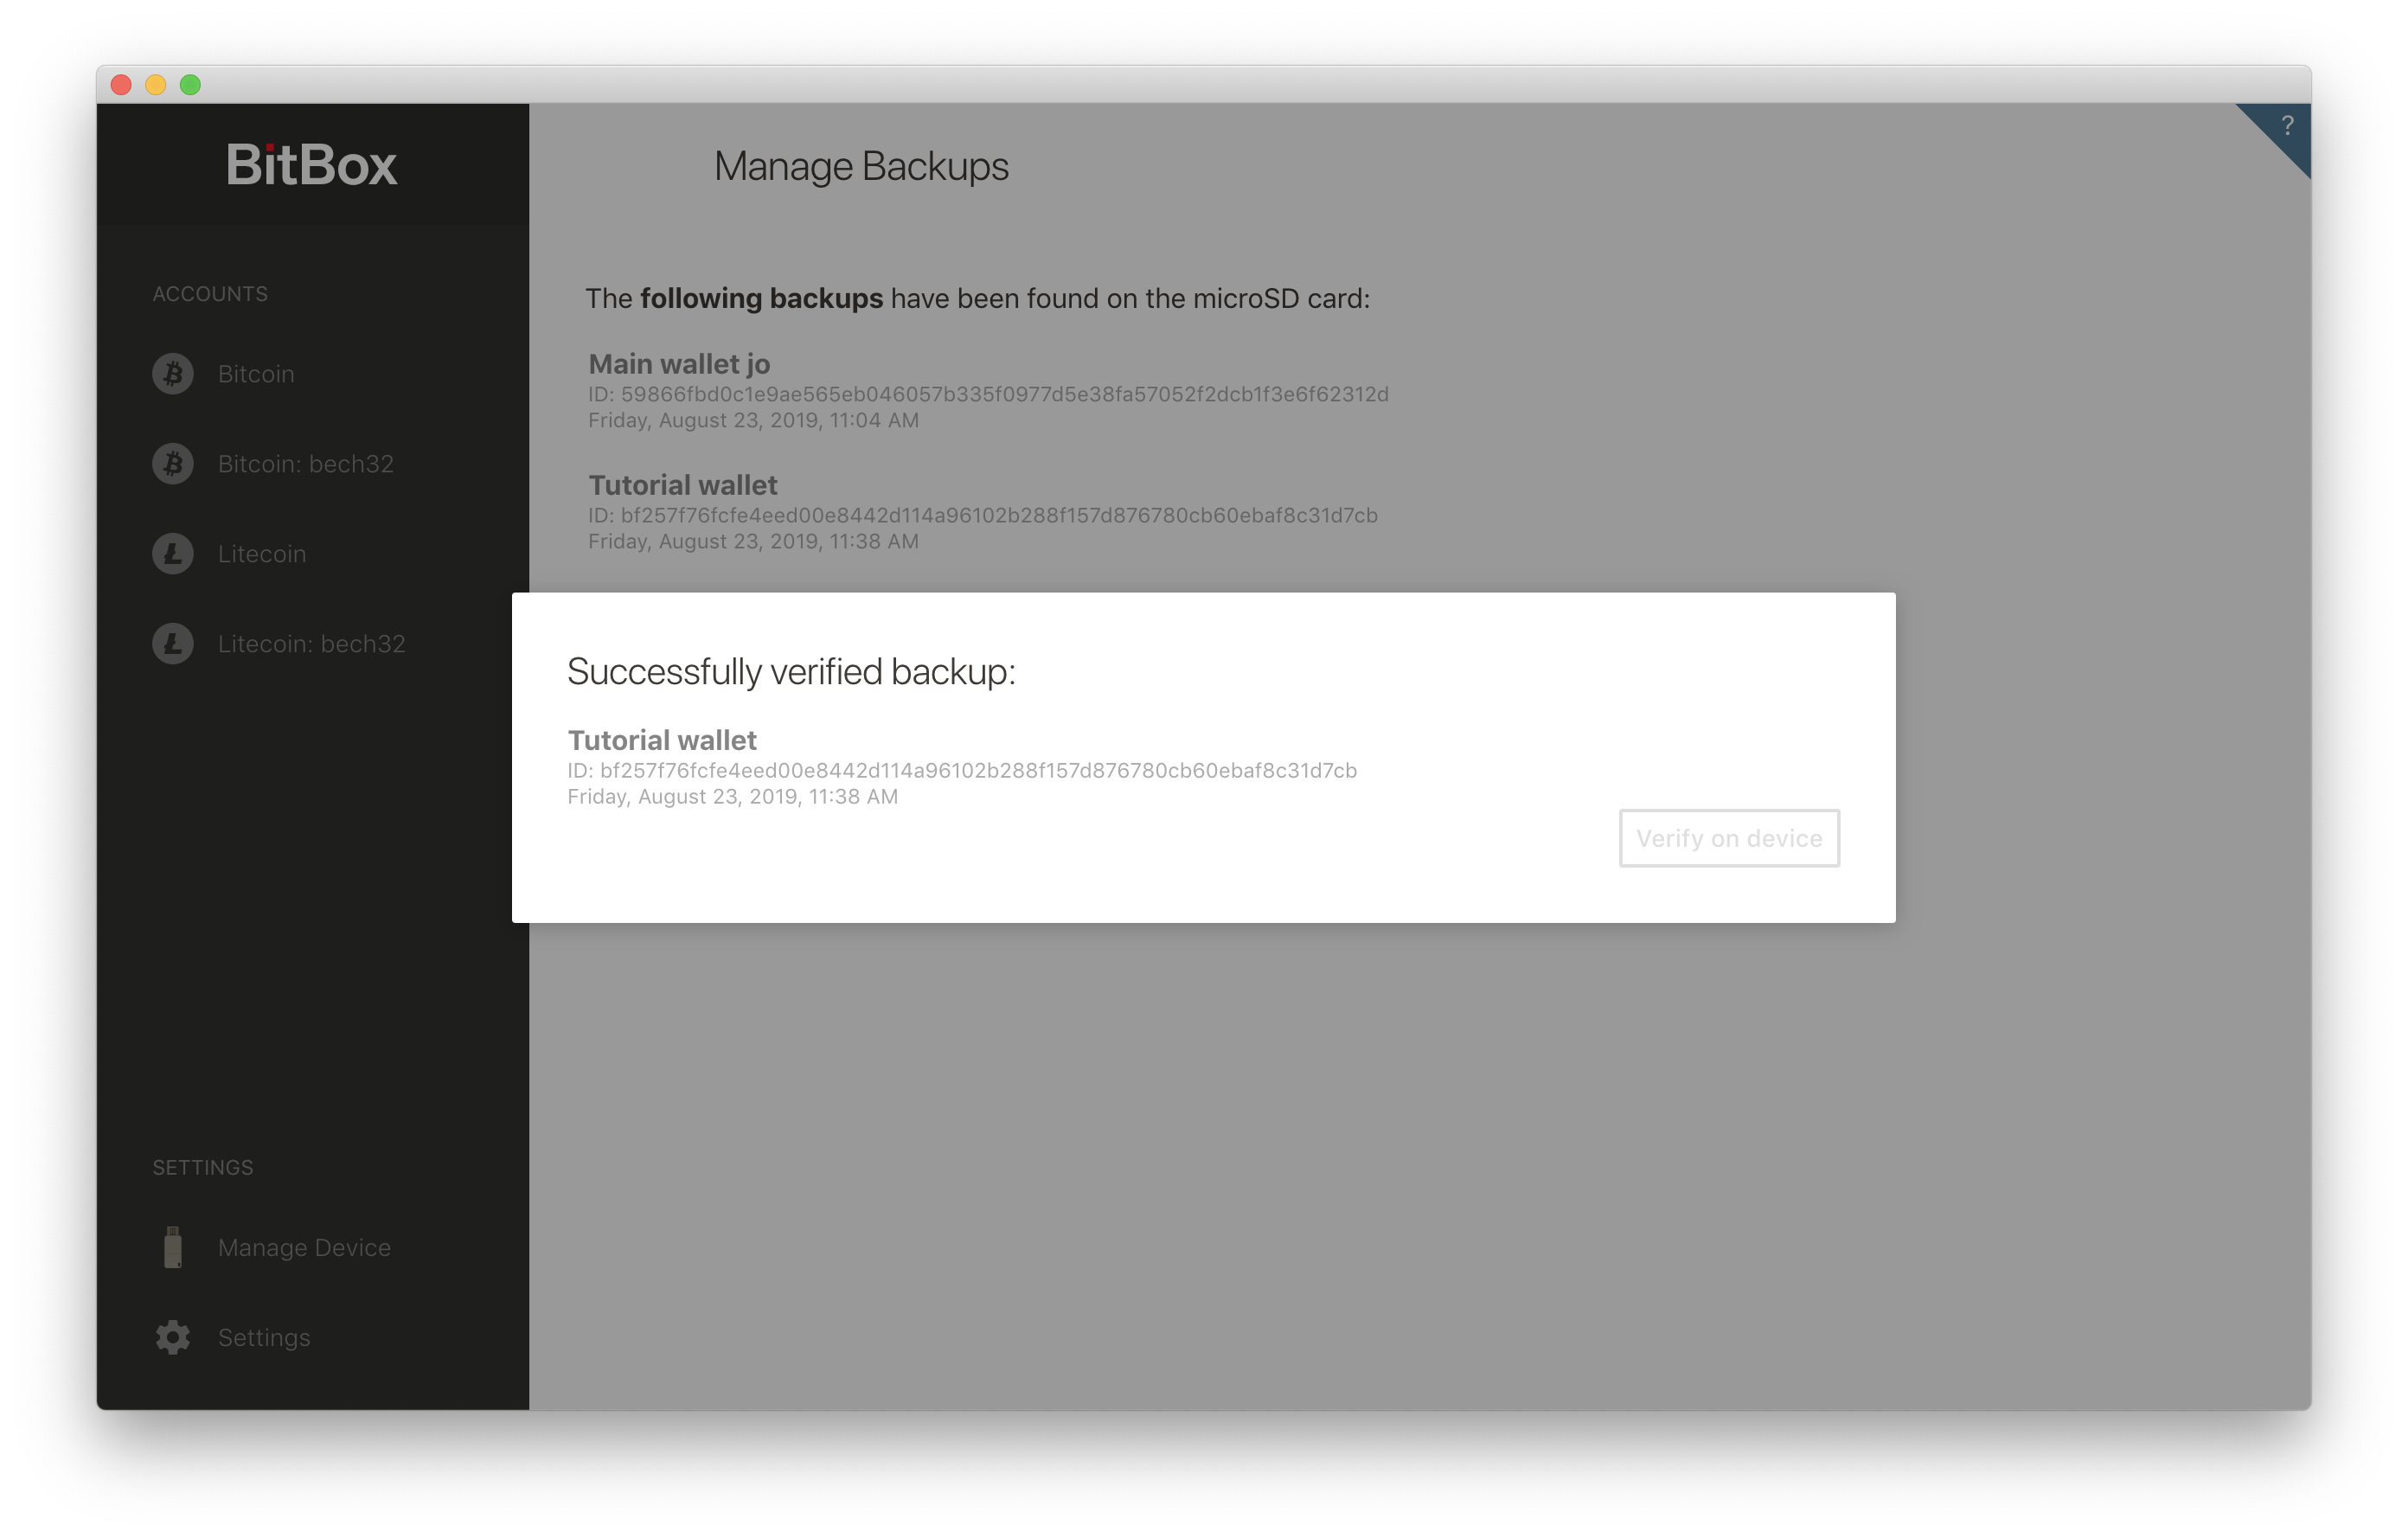 BitBox
Manage Backups
?
ACCOUNTS
Bitcoin
Bitcoin: bech32
Litecoin
Litecoin: bech32
The following backups have been found on the microSD card:
Main wallet jo
ID: 59866fbd0c1e9ae565eb046057b335f0977d5e38fa57052f2dcb1f3e6f62312d
Friday, August 23, 2019, 11:04 AM
Tutorial wallet
ID: bf257f76fcfe4eed00e8442d114a96102b288f157d876780cb60ebaf8c31d7cb
Friday, August 23, 2019, 11:38 AM
Successfully verified backup:
Tutorial wallet
ID: bf257f76fcfe4eed00e8442d114a96102b288f157d876780cb60ebaf8c31d7cb
Friday, August 23, 2019, 11:38 AM
Verify on device
SETTINGS
Manage Device
Settings